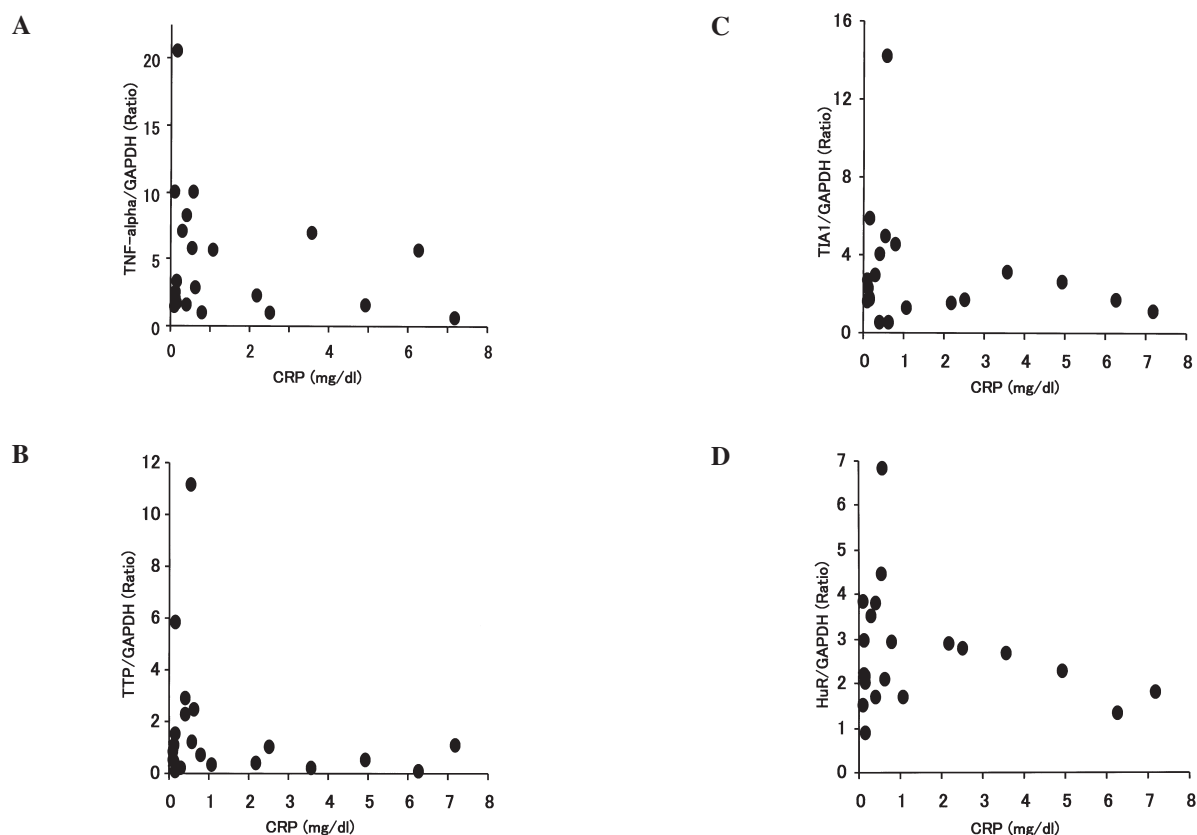 A
TNF-alpha/GAPDH (Ratio)
20
15
10
5
0
0 2 4 6 8
CRP (mg/dl)
B
TTP/GAPDH (Ratio)
12
10
8
6
4
2
0
0 1 2 3 4 5 6 7 8
CRP (mg/dl)
C
TIA1/GAPDH (Ratio)
16
12
8
4
0
0 1 2 3 4 5 6 7 8
CRP (mg/dl)
D
HuR/GAPDH (Ratio)
7
6
5
4
3
2
1
0
0 1 2 3 4 5 6 7 8
CRP (mg/dl)